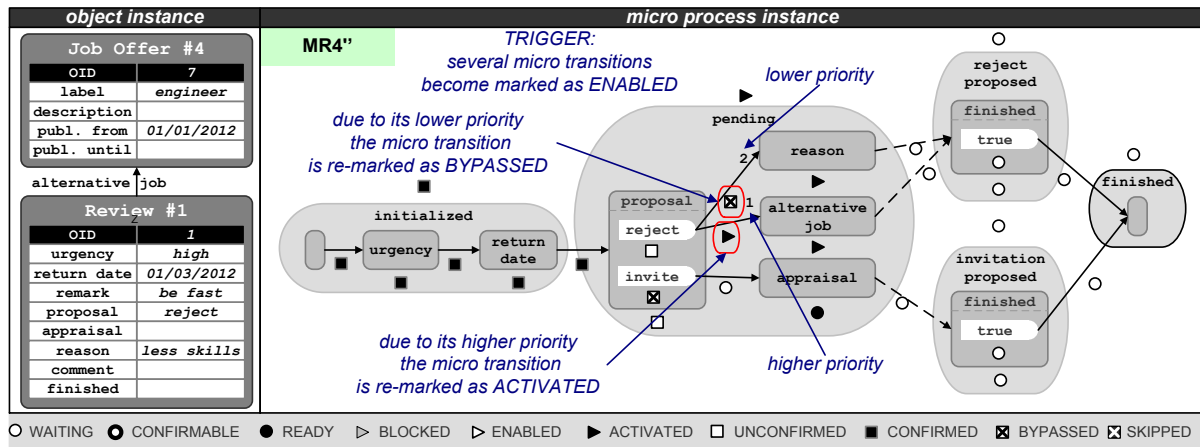 object instance
micro process instance
Job Offer #4
OID 7
label engineer
description
publ. from 01/01/2012
publ. until
alternative job
Review #1
z
OID 1
urgency high
return date 01/03/2012
remark be fast
proposal reject
appraisal
reason less skills
comment
finished
MR4”
TRIGGER:
several micro transitions
become marked as ENABLED
lower priority
due to its lower priority
the micro transition
is re-marked as BYPASSED
pending
2
reason
1
alternative
job
appraisal
initialized
urgency
return
date
proposal
reject
invite
due to its higher priority
the micro transition
is re-marked as ACTIVATED
higher priority
reject
proposed
finished
true
invitation
proposed
finished
true
finished
WAITING CONFIRMABLE READY BLOCKED ENABLED ACTIVATED UNCONFIRMED CONFIRMED BYPASSED SKIPPED